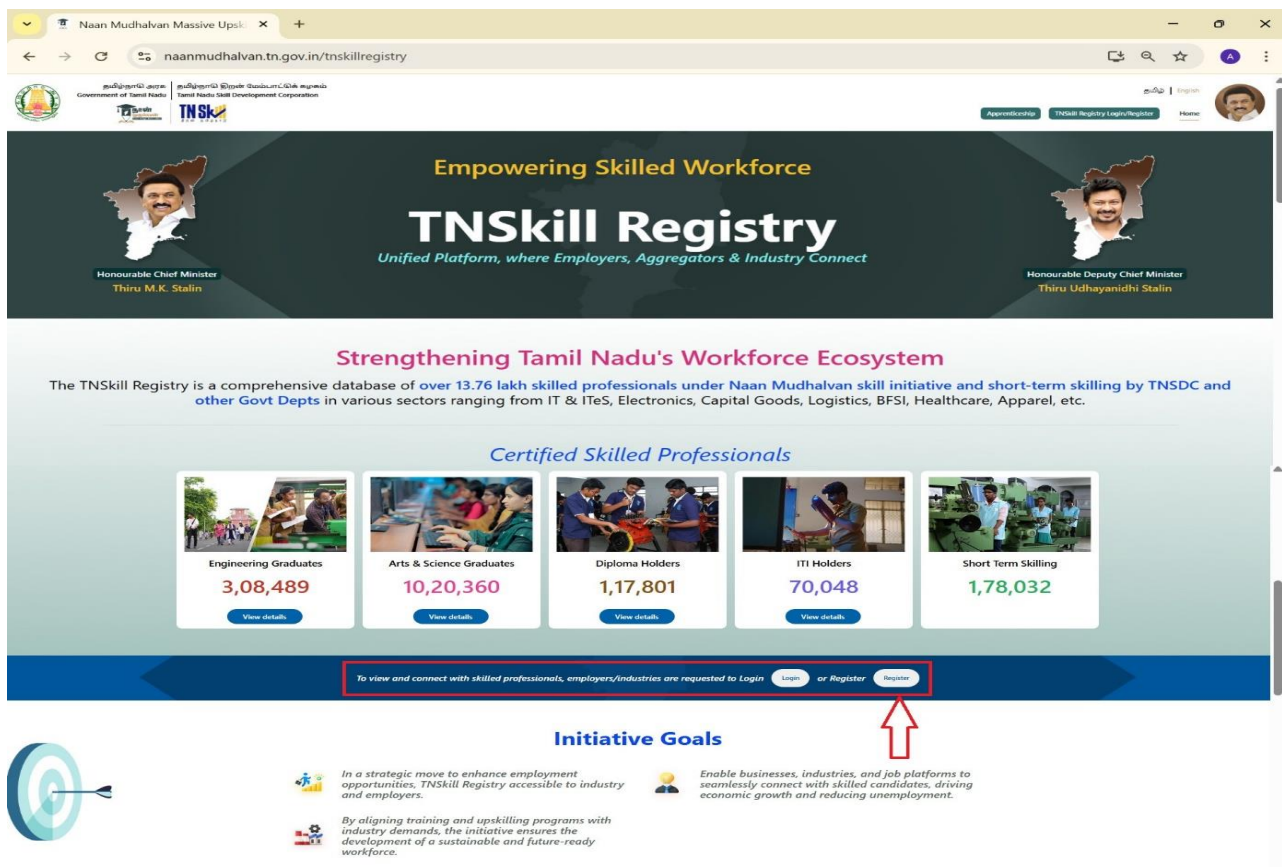 Naan Mudhalvan Massive Upsk
naanmudhalvan.tn.gov.in/tnskillregistry
A
தமிழ்நாடு அரசு
Government of Tamil Nadu
தமிழ்நாடு திறன் மேம்பாட்டுக் கழகம்
Tamil Nadu Skill Development Corporation
TNSk
தமிழ் | English
Apprenticeship
TNSkill Registry Login/Register
Home
Empowering Skilled Workforce
TNSkill Registry
Unified Platform, where Employers, Aggregators & Industry Connect
Honourable Chief Minister
Thiru M.K. Stalin
Honourable Deputy Chief Minister
Thiru Udhayanidhi Stalin
Strengthening Tamil Nadu's Workforce Ecosystem
The TNSkill Registry is a comprehensive database of over 13.76 lakh skilled professionals under Naan Mudhalvan skill initiative and short-term skilling by TNSDC and
other Govt Depts in various sectors ranging from IT & ITeS, Electronics, Capital Goods, Logistics, BFSI, Healthcare, Apparel, etc.
Certified Skilled Professionals
Engineering Graduates
3,08,489
View details
Arts & Science Graduates
10,20,360
View details
Diploma Holders
1,17,801
View details
ITI Holders
70,048
View details
Short Term Skilling
1,78,032
To view and connect with skilled professionals, employers/industries are requested to Login Login or Register Register
Initiative Goals
In a strategic move to enhance employment
opportunities, TNSkill Registry accessible to industry
and employers.
Enable businesses, industries, and job platforms to
seamlessly connect with skilled candidates, driving
economic growth and reducing unemployment.
By aligning training and upskilling programs with
industry demands, the initiative ensures the
development of a sustainable and future-ready
workforce.